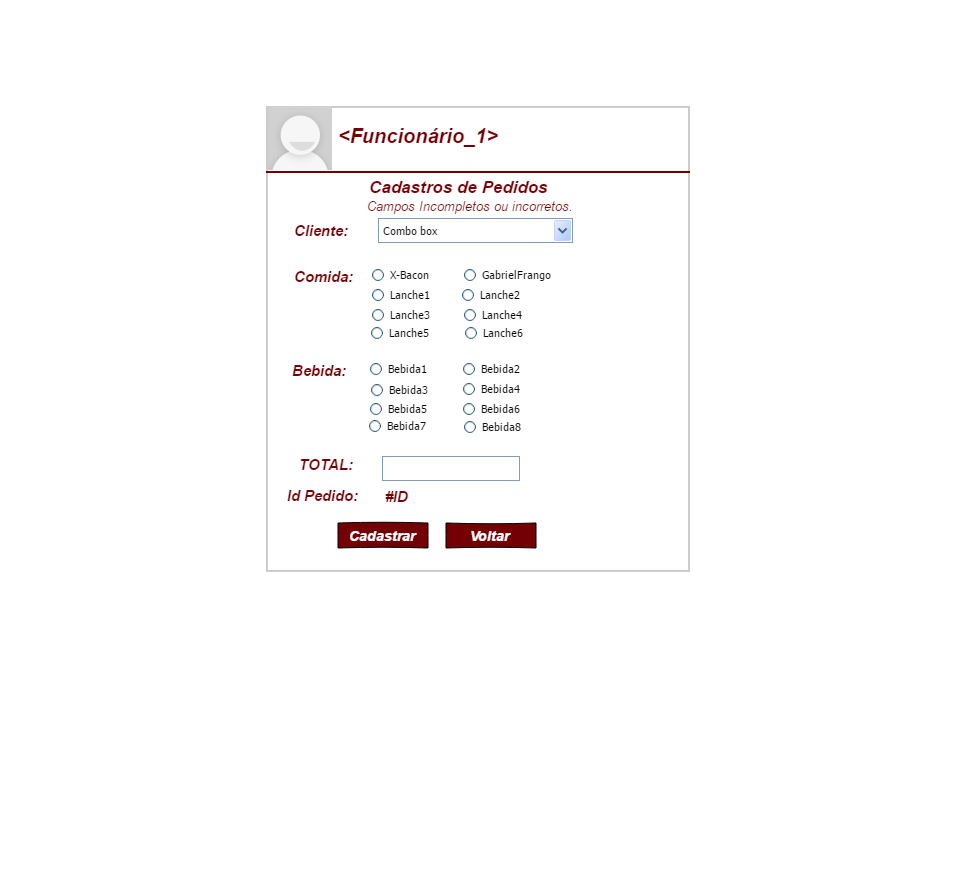 <Funcionário_1>
Cadastros de Pedidos
Campos Incompletos ou incorretos.
Cliente: Combo box
Comida: X-Bacon GabrielFrango
Lanche1 Lanche2
Lanche3 Lanche4
Lanche5 Lanche6
Bebida: Bebida1 Bebida2
Bebida3 Bebida4
Bebida5 Bebida6
Bebida7 Bebida8
TOTAL:
Id Pedido: #ID
Cadastrar Voltar